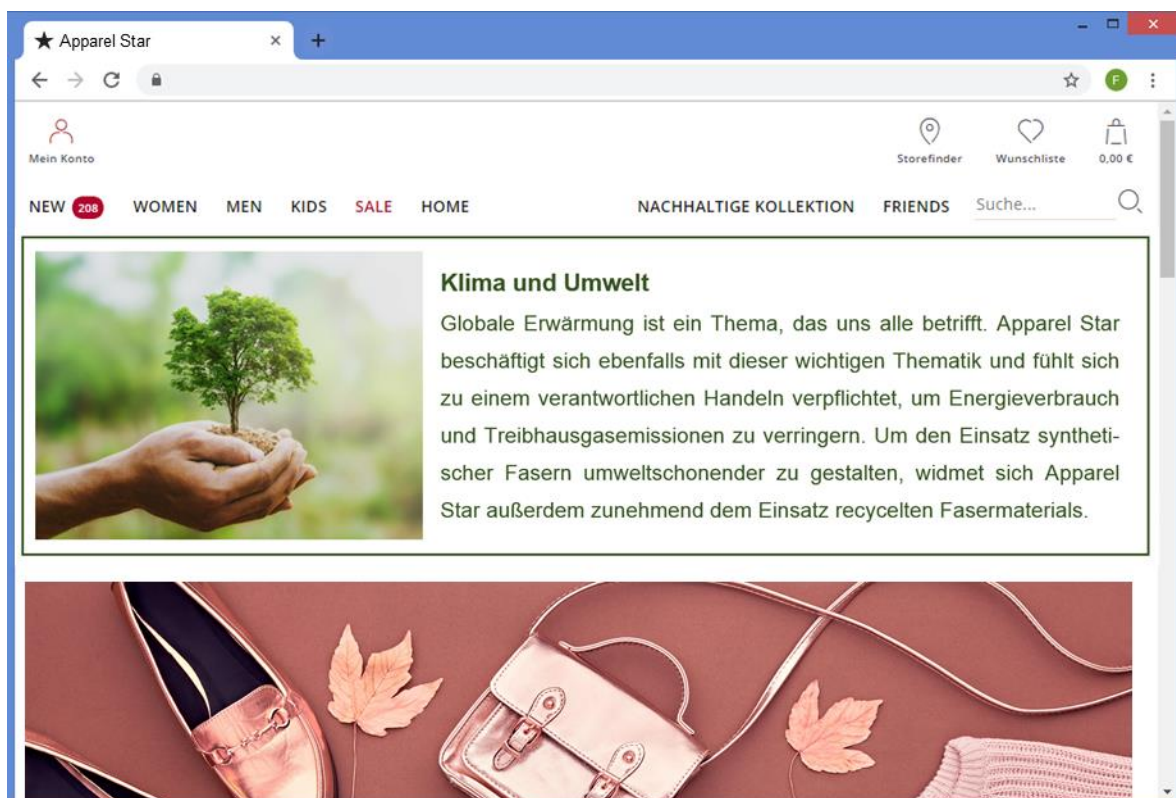 Apparel Star
F
Mein Konto
Storefinder
Wunschliste
0,00 €
NEW 208 WOMEN MEN KIDS SALE HOME NACHHALTIGE KOLLEKTION FRIENDS Suche...
Klima und Umwelt
Globale Erwärmung ist ein Thema, das uns alle betrifft. Apparel Star
beschäftigt sich ebenfalls mit dieser wichtigen Thematik und fühlt sich
zu einem verantwortlichen Handeln verpflichtet, um Energieverbrauch
und Treibhausgasemissionen zu verringern. Um den Einsatz syntheti-
scher Fasern umweltschonender zu gestalten, widmet sich Apparel
Star außerdem zunehmend dem Einsatz recycelten Fasermaterials.